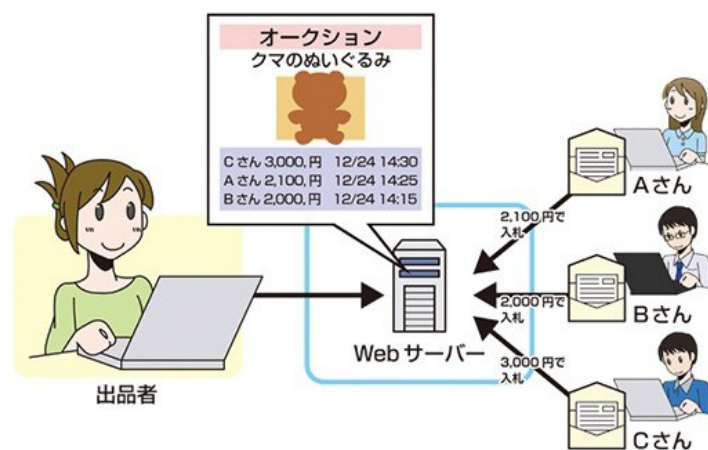 オークション
クマのぬいぐるみ
Cさん 3,000,円 12/24 14:30
Aさん 2,100,円 12/24 14:25
Bさん 2,000,円 12/24 14:15
Aさん
2,100円で
入札
2,000円で
入札
Bさん
Webサーバー
3,000円で
入札
出品者
Cさん